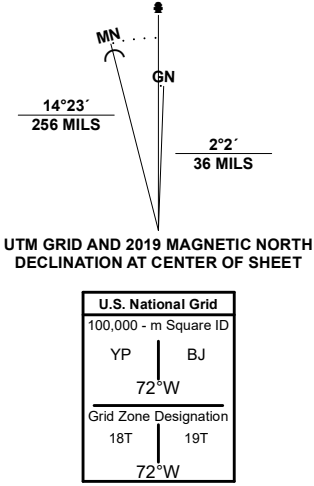 MN
GN
14°23´
256 MILS
2°2´
36 MILS
UTM GRID AND 2019 MAGNETIC NORTH
DECLINATION AT CENTER OF SHEET
U.S. National Grid
100,000 - m Square ID
YP BJ
72°W
Grid Zone Designation
18T 19T
72°W